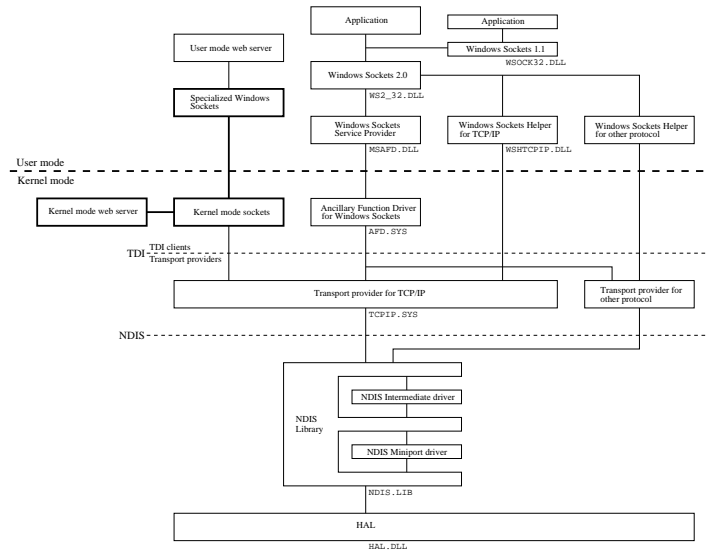 Application
Application
User mode web server
Windows Sockets 1.1
WSOCK32.DLL
Windows Sockets 2.0
WS2_32.DLL
Specialized Windows
Sockets
Windows Sockets
Service Provider
MSAFD.DLL
Windows Sockets Helper
for TCP/IP
WSHTCPIP.DLL
Windows Sockets Helper
for other protocol
User mode
Kernel mode
Kernel mode web server
Kernel mode sockets
Ancillary Function Driver
for Windows Sockets
AFD.SYS
TDI
TDI clients
Transport providers
Transport provider for TCP/IP
TCPIP.SYS
Transport provider for
other protocol
NDIS
NDIS
Library
NDIS Intermediate driver
NDIS Miniport driver
NDIS.LIB
HAL
HAL.DLL